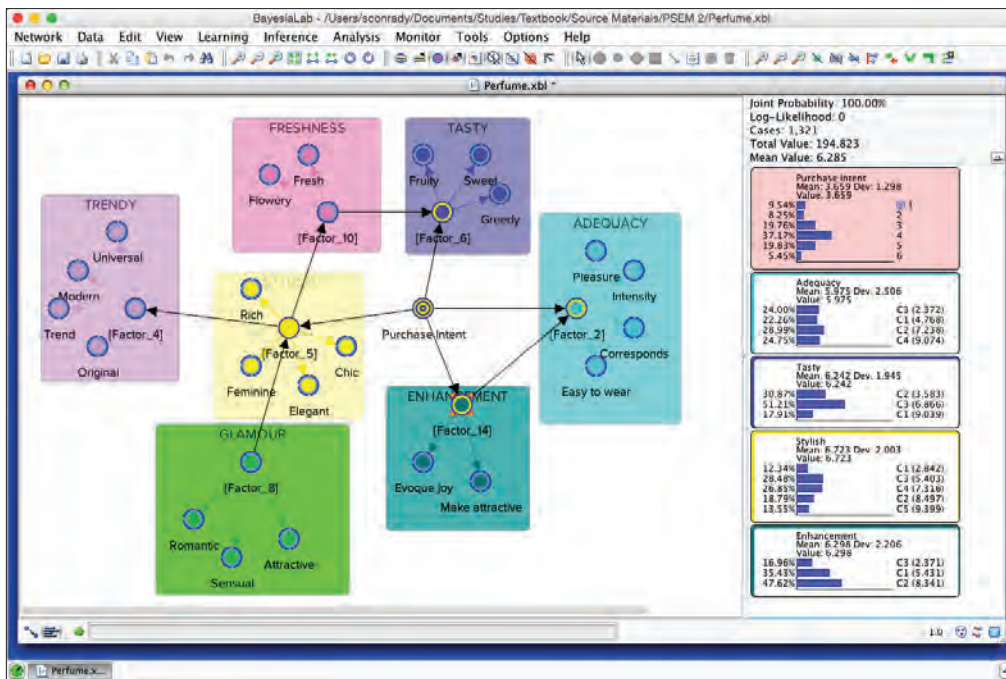 BayesiaLab - /Users/sconrady/Documents/Studies/Textbook/Source Materials/PSEM 2/Perfume.xbl
Network Data Edit View Learning Inference Analysis Monitor Tools Options Help
Perfume.xbl *
FRESHNESS
Fresh
Flowery
[Factor_10]
TASTY
Fruity
Sweet
Greedy
[Factor_6]
TRENDY
Universal
Modern
Trend
[Factor_4]
Original
Rich
[Factor_5]
Chic
Feminine
Elegant
Purchase Intent
ADEQUACY
Pleasure
Intensity
[Factor_2]
Corresponds
Easy to wear
ENHANCEMENT
[Factor_14]
Evoque Joy
Make attractive
GLAMOUR
[Factor_8]
Romantic
Attractive
Sensual
Joint Probability: 100.00%
Log-Likelihood: 0
Cases: 1,321
Total Value: 194.823
Mean Value: 6.285
Purchase Intent
Mean: 3.659 Dev: 1.298
Value: 3.659
9.54% 1
8.25% 2
19.76% 3
37.17% 4
19.83% 5
5.45% 6
Adequacy
Mean: 5.975 Dev: 2.506
Value: 5.975
24.00% C3 (2.372)
22.26% C1 (4.768)
28.99% C2 (7.238)
24.75% C4 (9.074)
Tasty
Mean: 6.242 Dev: 1.945
Value: 6.242
30.87% C2 (3.583)
51.21% C3 (6.866)
17.91% C1 (9.039)
Stylish
Mean: 6.723 Dev: 2.003
Value: 6.723
12.34% C1 (2.842)
28.48% C3 (5.403)
26.85% C4 (7.316)
18.79% C2 (8.497)
13.55% C5 (9.399)
Enhancement
Mean: 6.298 Dev: 2.206
Value: 6.298
16.96% C3 (2.371)
35.43% C1 (5.431)
47.62% C2 (8.341)
1.0
Perfume.x...